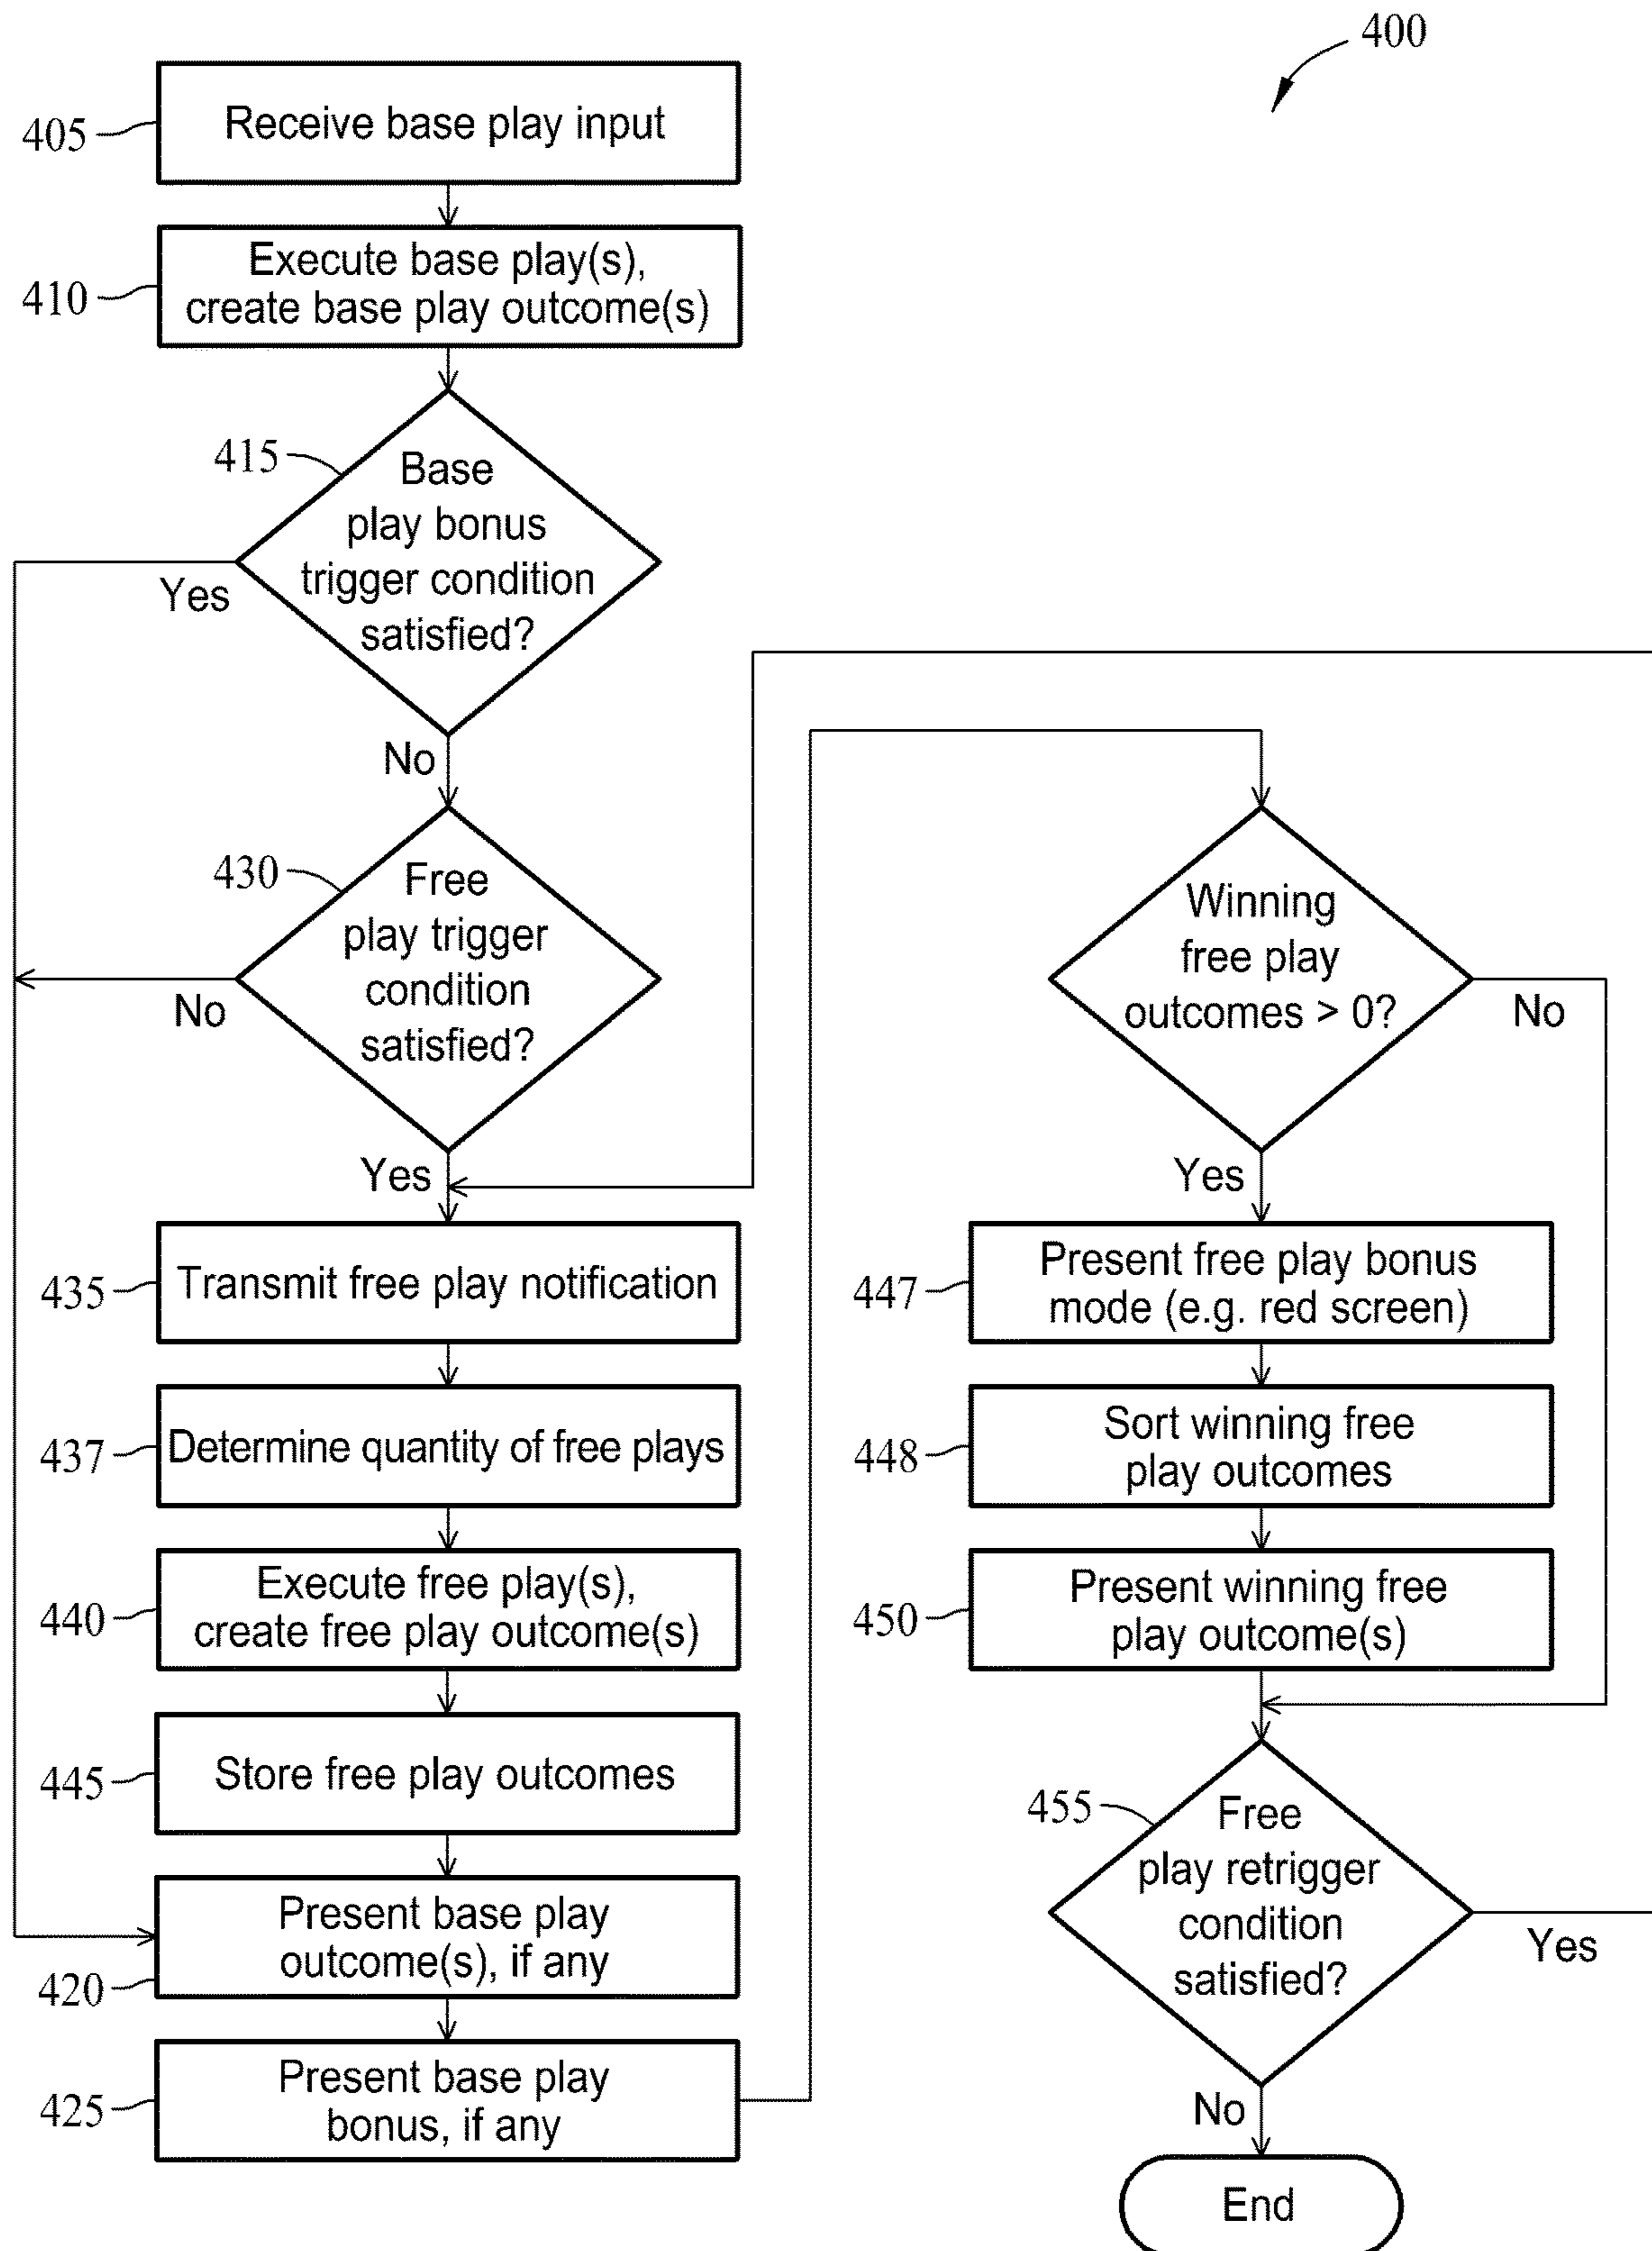 400
405
Receive base play input
410
Execute base play(s),
create base play outcome(s)
415
Base
play bonus
trigger condition
satisfied?
Yes
No
430
Free
play trigger
condition
satisfied?
No
Yes
435
Transmit free play notification
437
Determine quantity of free plays
440
Execute free play(s),
create free play outcome(s)
445
Store free play outcomes
420
Present base play
outcome(s), if any
425
Present base play
bonus, if any
Winning
free play
outcomes > 0?
No
Yes
447
Present free play bonus
mode (e.g. red screen)
448
Sort winning free
play outcomes
450
Present winning free
play outcome(s)
455
Free
play retrigger
condition
satisfied?
Yes
No
End